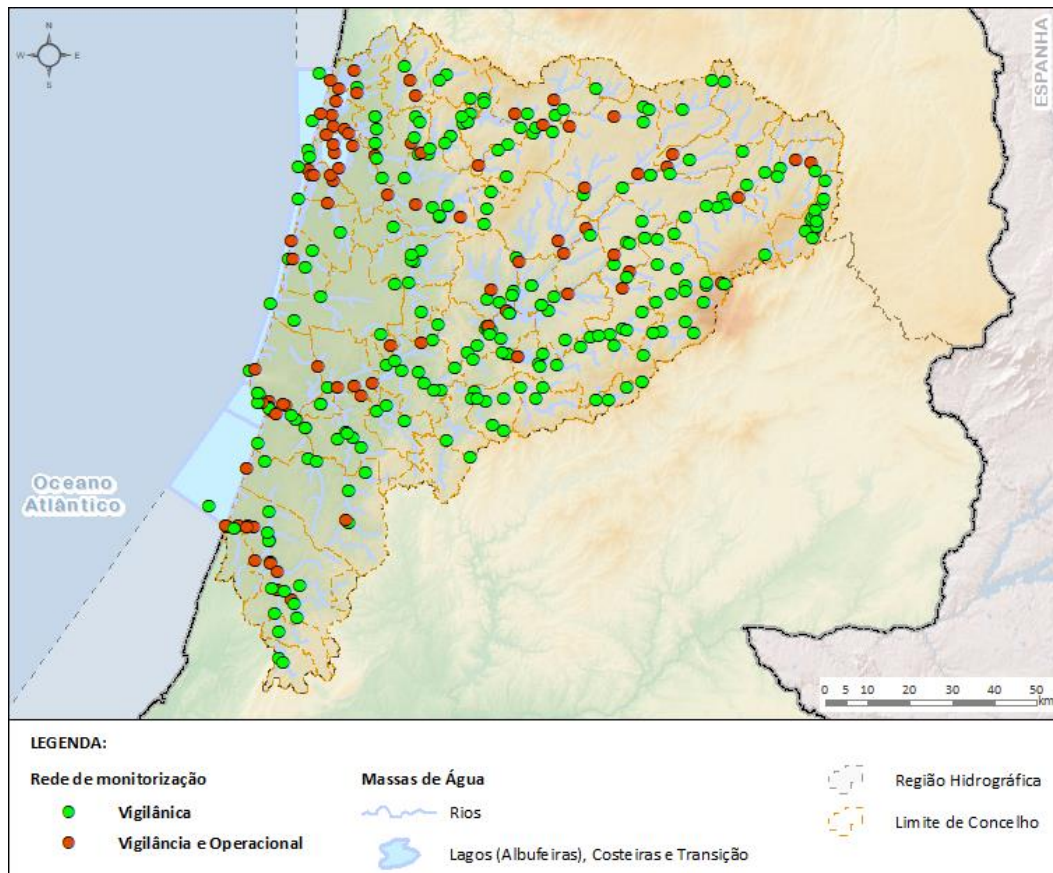 N
W
E
S
ESPANHA
Oceano
Atlântico
0 5 10 20 30 40 50
km
LEGENDA:
Rede de monitorização
Vigilânica
Vigilância e Operacional
Massas de Água
Rios
Lagos (Albufeiras), Costeiras e Transição
Região Hidrográfica
Limite de Concelho